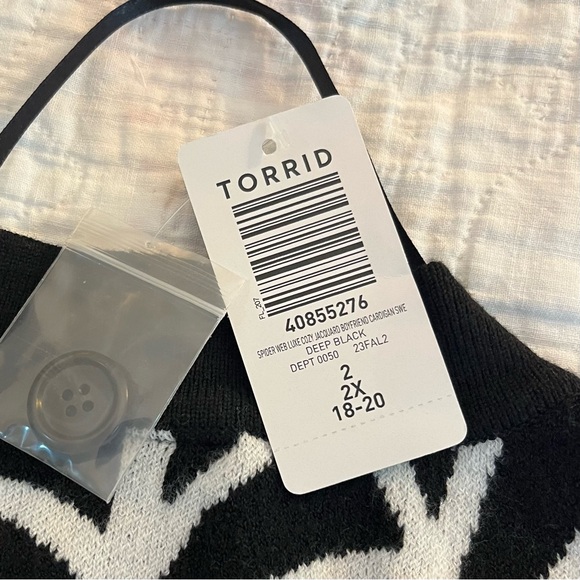 TORRID
FL_207
40855276
SPIDER WEB LUXE COZY JACQUARD BOYFRIEND CARDIGAN SWE
DEEP BLACK
DEPT 0050 23FAL2
2
2X
18-20